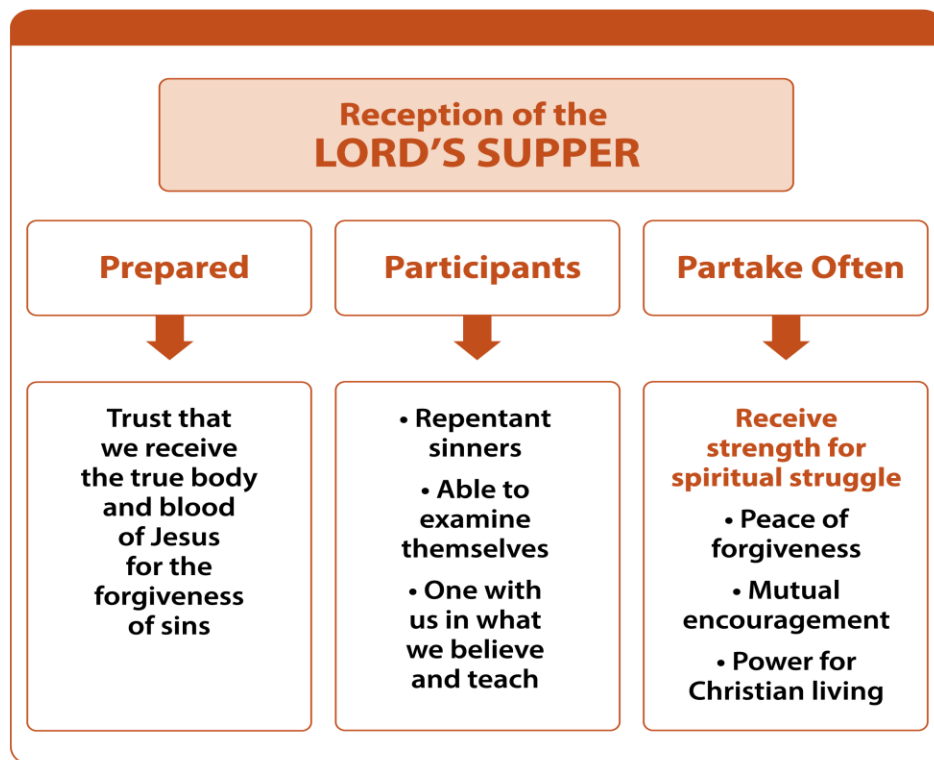 Reception of the
LORD’S SUPPER
Prepared
Trust that
we receive
the true body
and blood
of Jesus
for the
forgiveness
of sins
Participants
• Repentant
sinners
• Able to
examine
themselves
• One with
us in what
we believe
and teach
Partake Often
Receive
strength for
spiritual struggle
• Peace of
forgiveness
• Mutual
encouragement
• Power for
Christian living